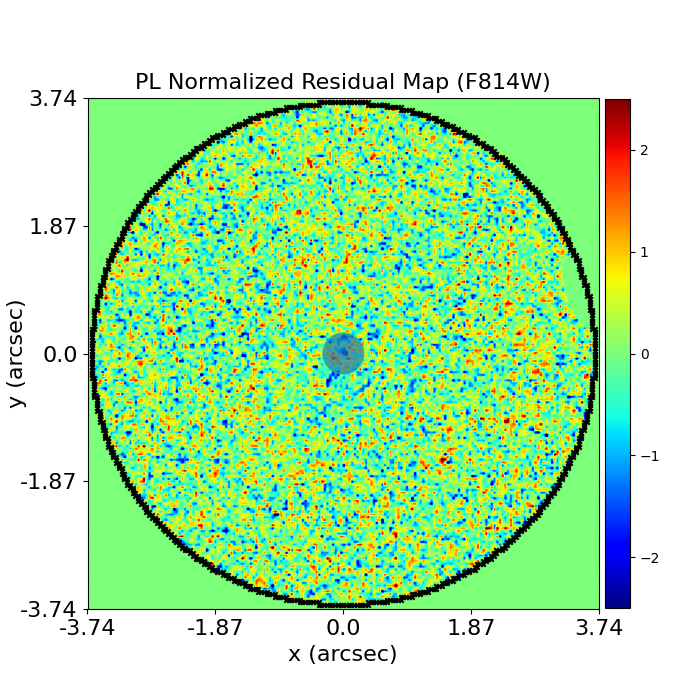 PL Normalized Residual Map (F814W)
3.74
1.87
0.0
-1.87
-3.74
y (arcsec)
-3.74 -1.87 0.0 1.87 3.74
x (arcsec)
2
1
0
−1
−2